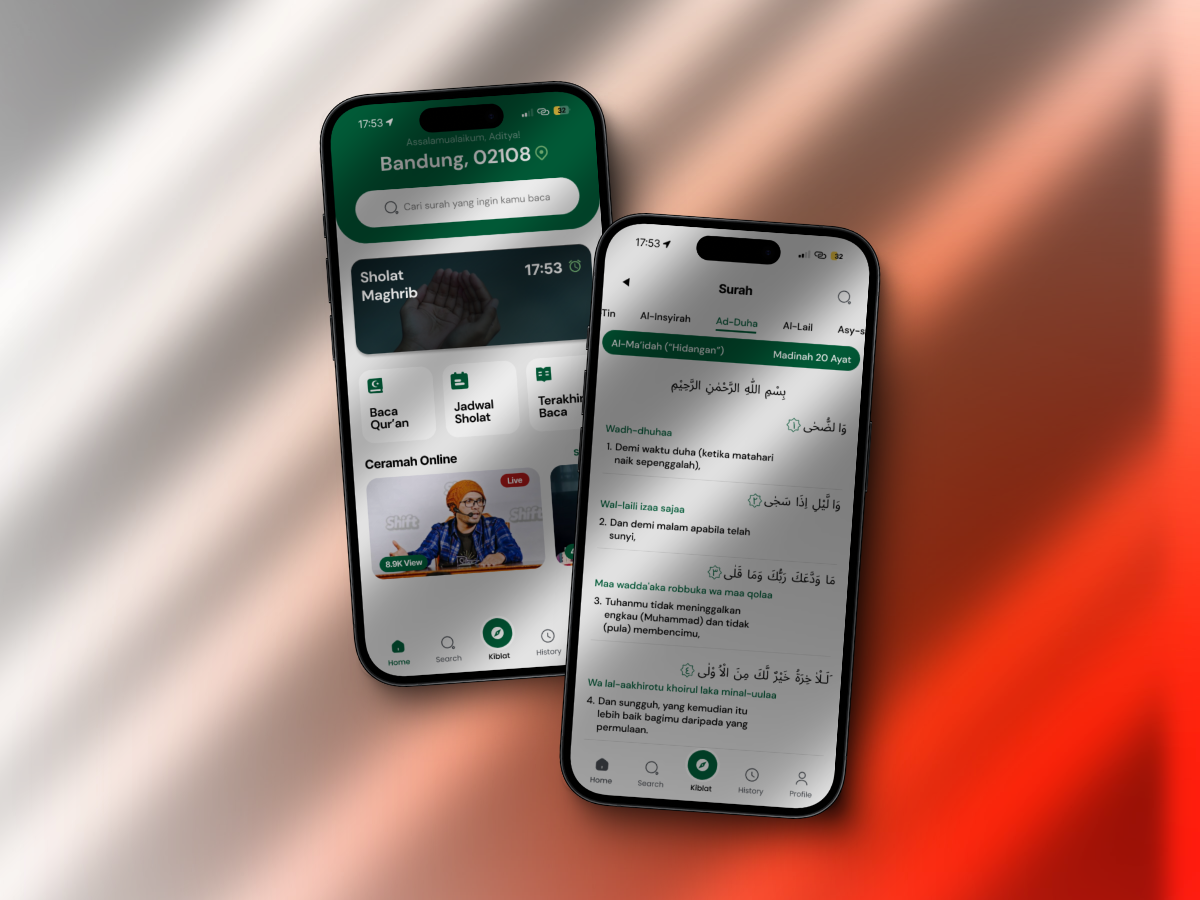 17:53
32
Assalamualaikum, Aditya!
Bandung, 02108
Cari surah yang ingin kamu baca
Sholat
Maghrib
17:53
Baca
Qur'an
Jadwal
Sholat
Terakhir
Baca
Ceramah Online
S
Live
Shift
Shift
8.9K View
Home
Search
Kiblat
History
17:53
32
Surah
Tin
Al-Insyirah
Ad-Duha
Al-Lail
Asy-s
Al-Ma'idah (“Hidangan”)
Madinah 20 Ayat
بِسْمِ اللّٰهِ الرَّحْمٰنِ الرَّحِيْمِ
وَا لضُّحٰى ١
Wadh-dhuhaa
1. Demi waktu duha (ketika matahari
naik sepenggalah),
وَا لَّيْلِ اِذَا سَجٰى ٢
Wal-laili izaa sajaa
2. Dan demi malam apabila telah
sunyi,
مَا وَدَّعَكَ رَبُّكَ وَمَا قَلٰى ٣
Maa wadda'aka robbuka wa maa qolaa
3. Tuhanmu tidak meninggalkan
engkau (Muhammad) dan tidak
(pula) membencimu,
لَـلْاٰ خِرَةُ خَيْرٌ لَّكَ مِنَ الْاُ وْلٰى ٤
Wa lal-aakhirotu khoirul laka minal-uulaa
4. Dan sungguh, yang kemudian itu
lebih baik bagimu daripada yang
permulaan.
Home
Search
Kiblat
History
Profile